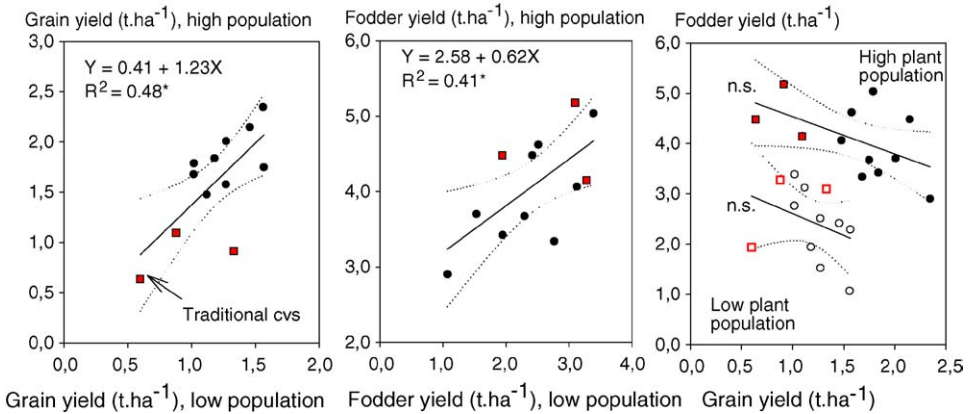 Grain yield (t.ha⁻¹), high population
3,0
2,5
2,0
1,5
1,0
0,5
0,0
Y = 0.41 + 1.23X
R² = 0.48*
Traditional cvs
0,0 0,5 1,0 1,5 2,0
Grain yield (t.ha⁻¹), low population
Fodder yield (t.ha⁻¹), high population
6,0
5,0
4,0
3,0
2,0
Y = 2.58 + 0.62X
R² = 0.41*
0,0 1,0 2,0 3,0 4,0
Fodder yield (t.ha⁻¹), low population
Fodder yield (t.ha⁻¹)
6,0
5,0
4,0
3,0
2,0
1,0
0,0
High plant
population
n.s.
n.s.
Low plant
population
0,0 0,5 1,0 1,5 2,0 2,5
Grain yield (t.ha⁻¹)